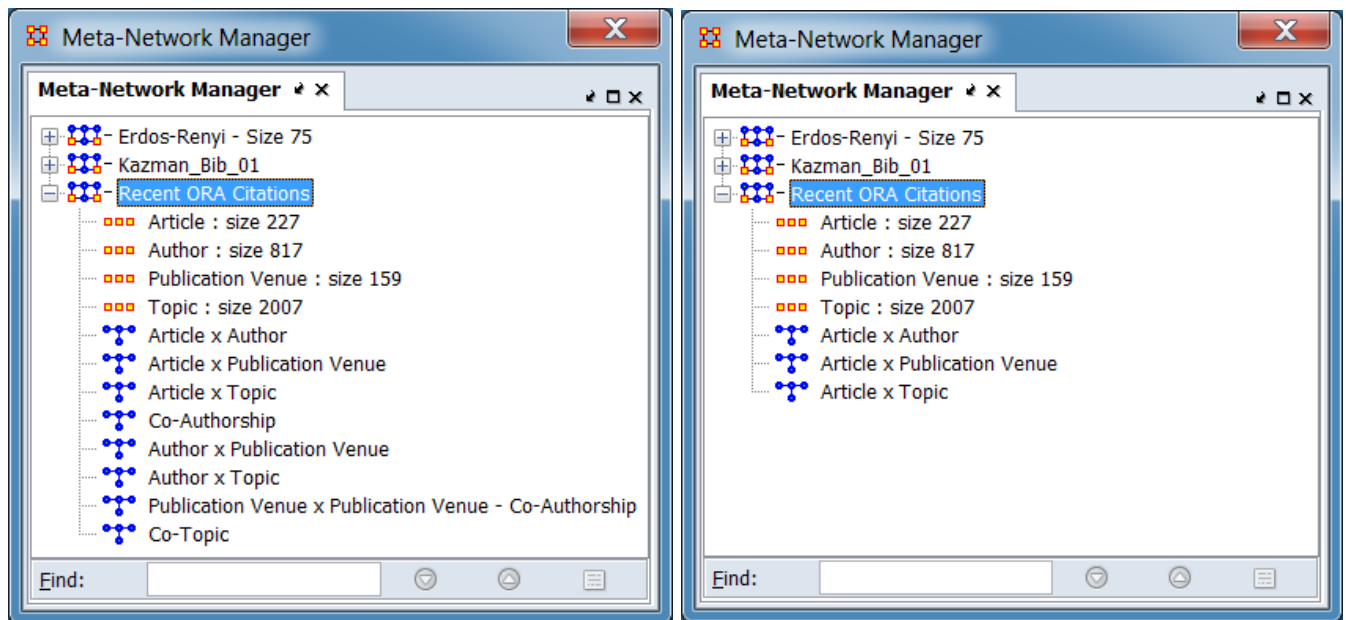 Meta-Network Manager
Meta-Network Manager
Erdos-Renyi - Size 75
Kazman_Bib_01
Recent ORA Citations
Article : size 227
Author : size 817
Publication Venue : size 159
Topic : size 2007
Article x Author
Article x Publication Venue
Article x Topic
Co-Authorship
Author x Publication Venue
Author x Topic
Publication Venue x Publication Venue - Co-Authorship
Co-Topic
Find:
Meta-Network Manager
Meta-Network Manager
Erdos-Renyi - Size 75
Kazman_Bib_01
Recent ORA Citations
Article : size 227
Author : size 817
Publication Venue : size 159
Topic : size 2007
Article x Author
Article x Publication Venue
Article x Topic
Find: